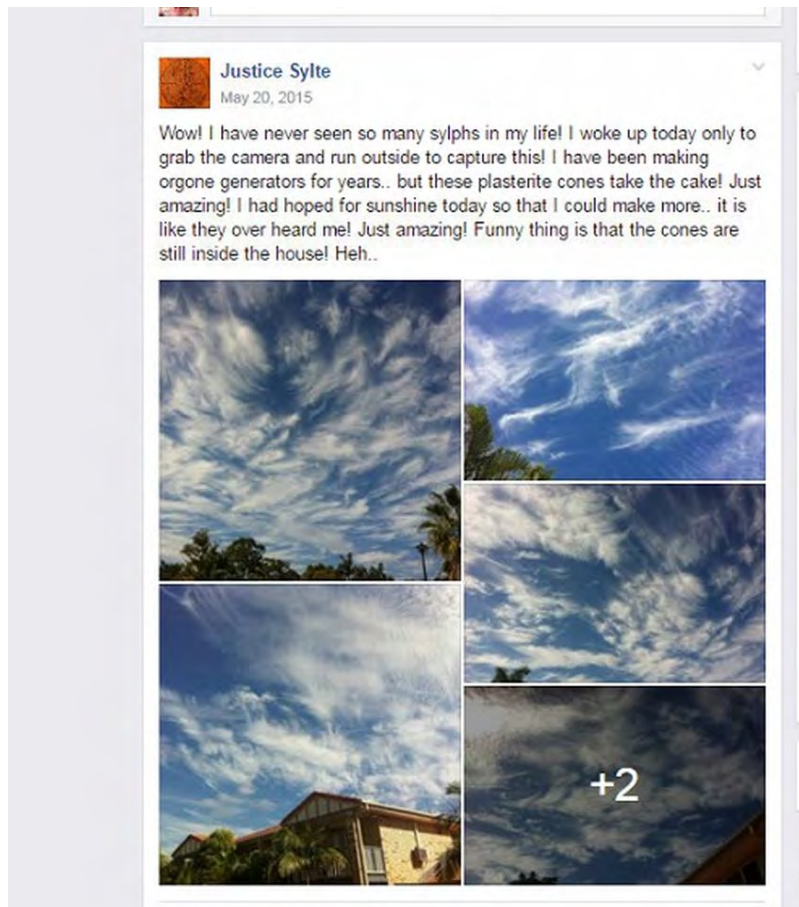 Justice Sylte
May 20, 2015
Wow! I have never seen so many sylphs in my life! I woke up today only to
grab the camera and run outside to capture this! I have been making
orgone generators for years.. but these plasterite cones take the cake! Just
amazing! I had hoped for sunshine today so that I could make more.. it is
like they over heard me! Just amazing! Funny thing is that the cones are
still inside the house! Heh..
+2